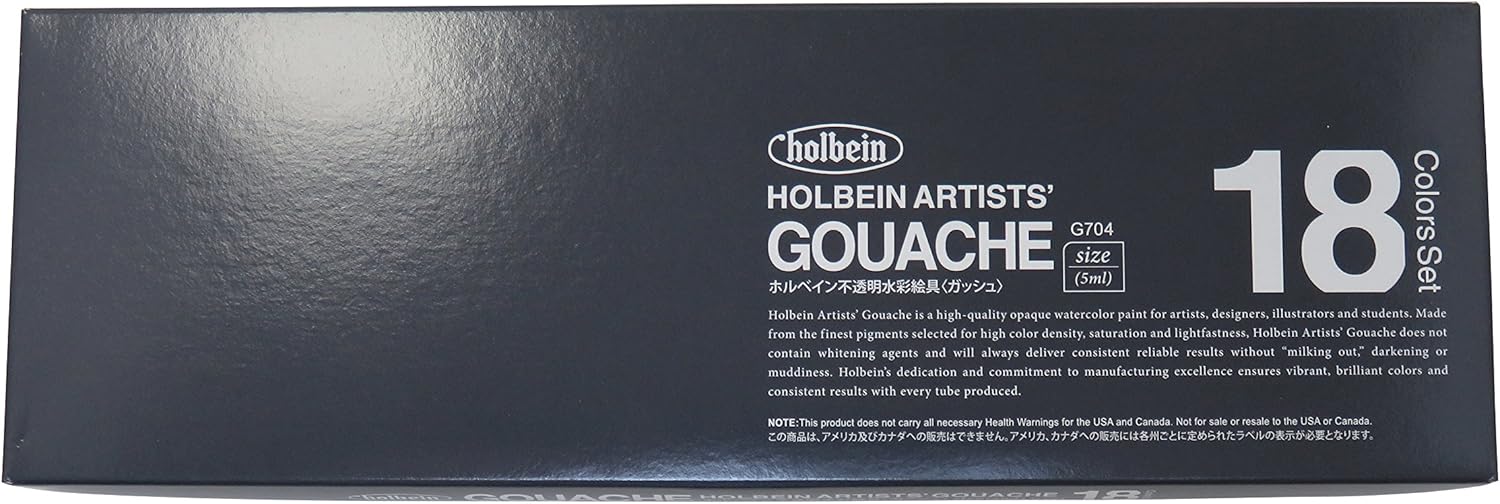 holbein
HOLBEIN ARTISTS'
GOUACHE
G704
size
(5ml)
ホルベイン不透明水彩絵具〈ガッシュ〉
18
Colors Set
Holbein Artists' Gouache is a high-quality opaque watercolor paint for artists, designers, illustrators and students. Made
from the finest pigments selected for high color density, saturation and lightfastness, Holbein Artists' Gouache does not
contain whitening agents and will always deliver consistent reliable results without “milking out,” darkening or
muddiness. Holbein's dedication and commitment to manufacturing excellence ensures vibrant, brilliant colors and
consistent results with every tube produced.
NOTE:This product does not carry all necessary Health Warnings for the USA and Canada. Not for sale or resale to the USA or Canada.
この商品は、アメリカ及びカナダへの販売はできません。アメリカ、カナダへの販売には各州ごとに定められたラベルの表示が必要となります。
holbein
GOUACHE HOLBEIN ARTISTS' GOUACHE
18